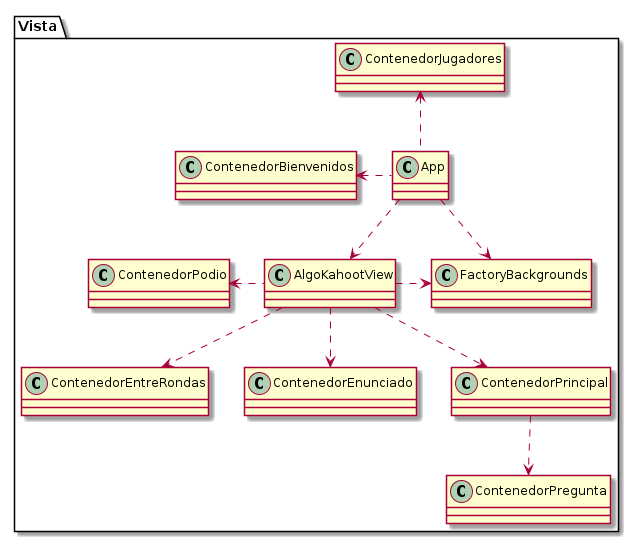 Vista
C ContenedorJugadores
C ContenedorBienvenidos
C App
C ContenedorPodio
C AlgoKahootView
C FactoryBackgrounds
C ContenedorEntreRondas
C ContenedorEnunciado
C ContenedorPrincipal
C ContenedorPregunta